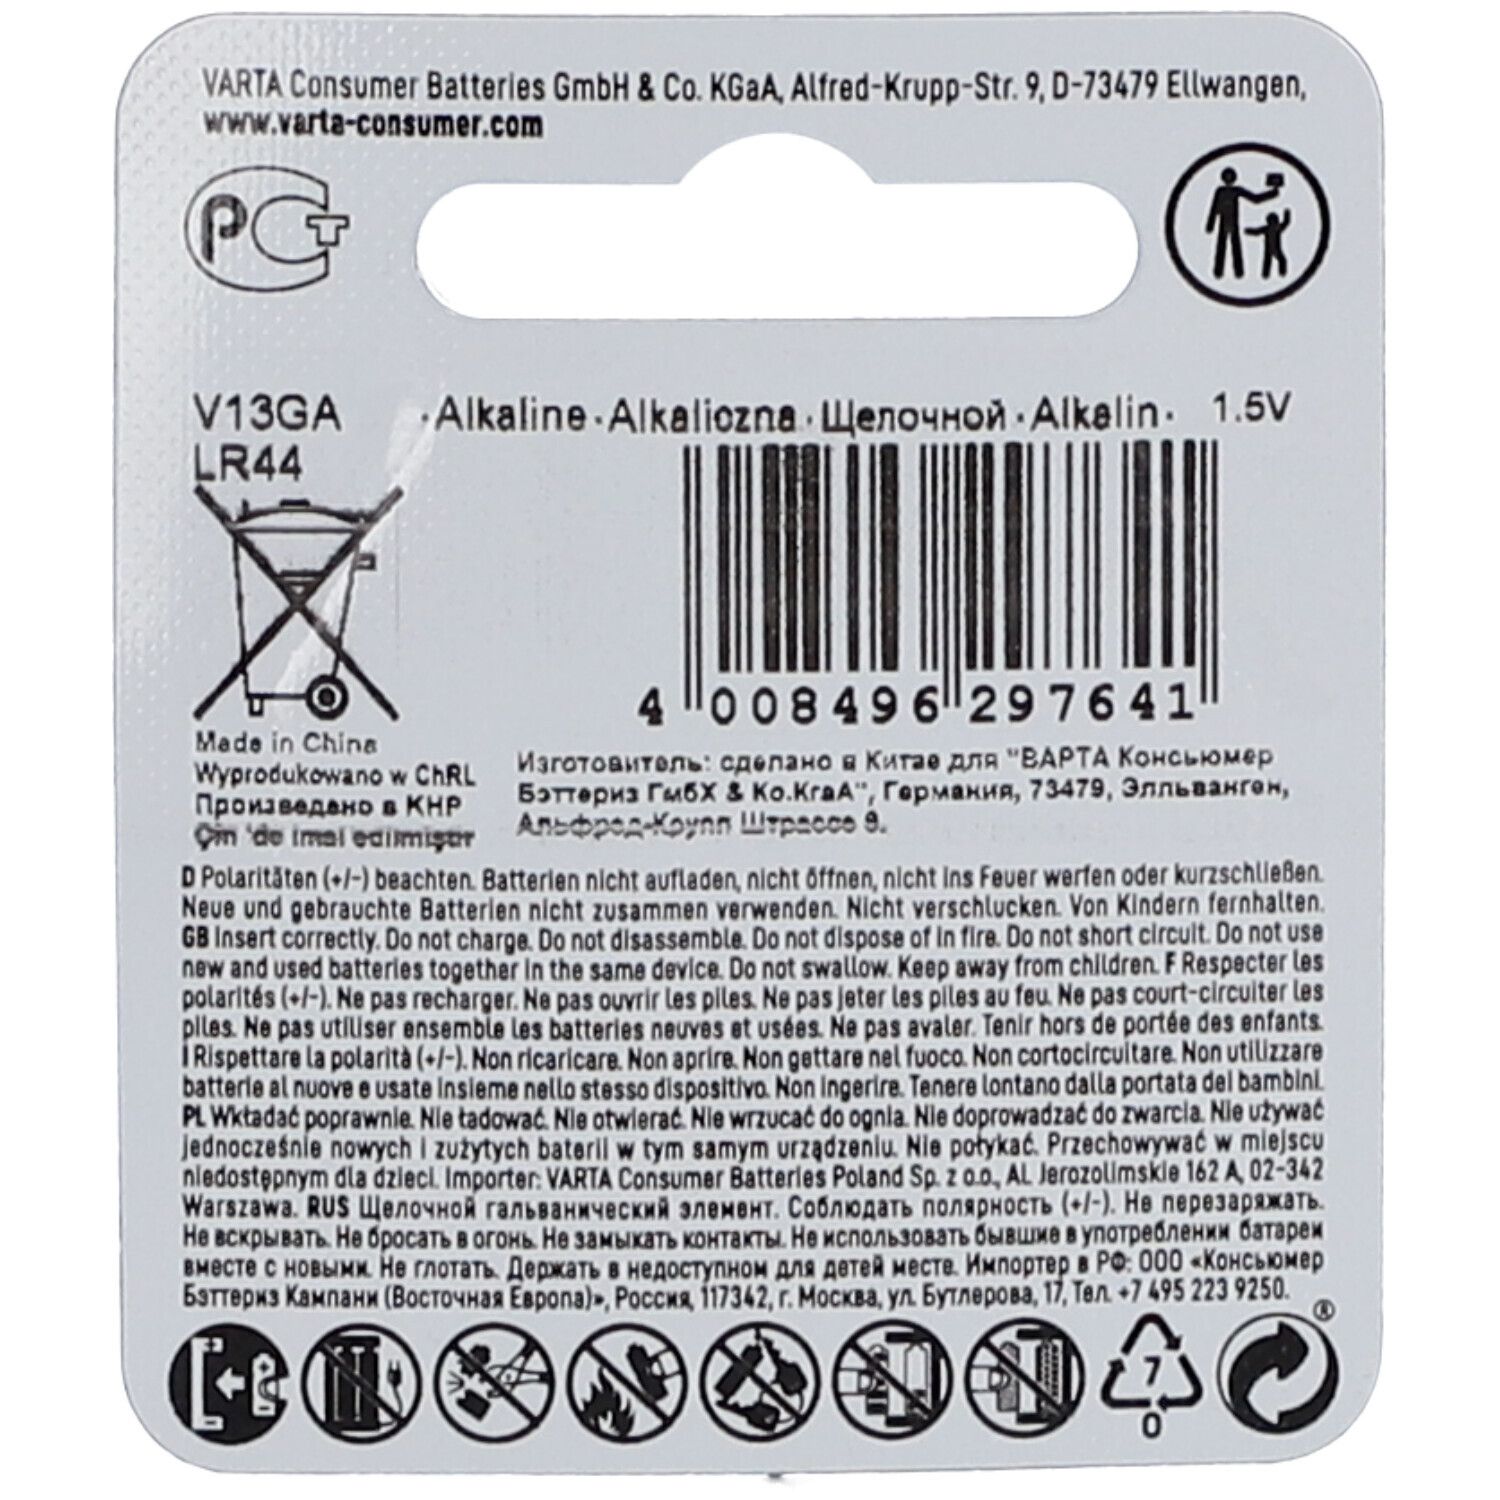 VARTA Consumer Batteries GmbH & Co. KGaA, Alfred-Krupp-Str. 9, D-73479 Ellwangen,
www.varta-consumer.com
PCT
V13GA · Alkaline · Alkaliczna · Щелочной · Alkalin · 1.5V
LR44
4 008496 297641
Made in China
Wyprodukowano w ChRL
Произведено в КНР
Çin 'de imal edilmiştir
Изготовитель: сделано в Китае для "ВАРТА Консьюмер
Бэттериз ГмбХ & Ko.KгaA", Германия, 73479, Элльванген,
Альфред-Крупп Штрассе 9.
D Polaritäten (+/-) beachten. Batterien nicht aufladen, nicht öffnen, nicht ins Feuer werfen oder kurzschließen.
Neue und gebrauchte Batterien nicht zusammen verwenden. Nicht verschlucken. Von Kindern fernhalten.
GB Insert correctly. Do not charge. Do not disassemble. Do not dispose of in fire. Do not short circuit. Do not use
new and used batteries together in the same device. Do not swallow. Keep away from children. F Respecter les
polarités (+/-). Ne pas recharger. Ne pas ouvrir les piles. Ne pas jeter les piles au feu. Ne pas court-circuiter les
piles. Ne pas utiliser ensemble les batteries neuves et usées. Ne pas avaler. Tenir hors de portée des enfants.
I Rispettare la polarità (+/-). Non ricaricare. Non aprire. Non gettare nel fuoco. Non cortocircuitare. Non utilizzare
batterie al nuove e usate insieme nello stesso dispositivo. Non ingerire. Tenere lontano dalla portata dei bambini.
PL Wkładać poprawnie. Nie ładować. Nie otwierać. Nie wrzucać do ognia. Nie doprowadzać do zwarcia. Nie używać
jednocześnie nowych i zużytych baterii w tym samym urządzeniu. Nie połykać. Przechowywać w miejscu
niedostępnym dla dzieci. Importer: VARTA Consumer Batteries Poland Sp. z o.o., Al. Jerozolimskie 162 A, 02-342
Warszawa. RUS Щелочной гальванический элемент. Соблюдать полярность (+/-). Не перезаряжать.
Не вскрывать. Не бросать в огонь. Не замыкать контакты. Не использовать бывшие в употреблении батареи
вместе с новыми. Не глотать. Держать в недоступном для детей месте. Импортер в РФ: ООО «Консьюмер
Бэттериз Кампани (Восточная Европа)», Россия, 117342, г. Москва, ул. Бутлерова, 17, Тел. +7 495 223 9250.
7
0
®